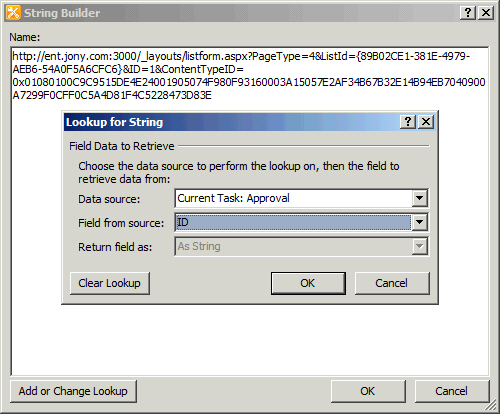 String Builder
Name:
http://ent.jony.com:3000/_layouts/listform.aspx?PageType=4&ListId={89B02CE1-381E-4979-
AEB6-54A0F5A6CFC6}&ID=1&ContentTypeID=
0x01080100C9C9515DE4E24001905074F980F93160003A15057E2AF34B67B32E14B94EB7040900
A7299F0CFF0C5A4D81F4C5228473D83E
Lookup for String
Field Data to Retrieve
Choose the data source to perform the lookup on, then the field to
retrieve data from:
Data source: Current Task: Approval
Field from source: ID
Return field as: As String
Clear Lookup OK Cancel
Add or Change Lookup OK Cancel